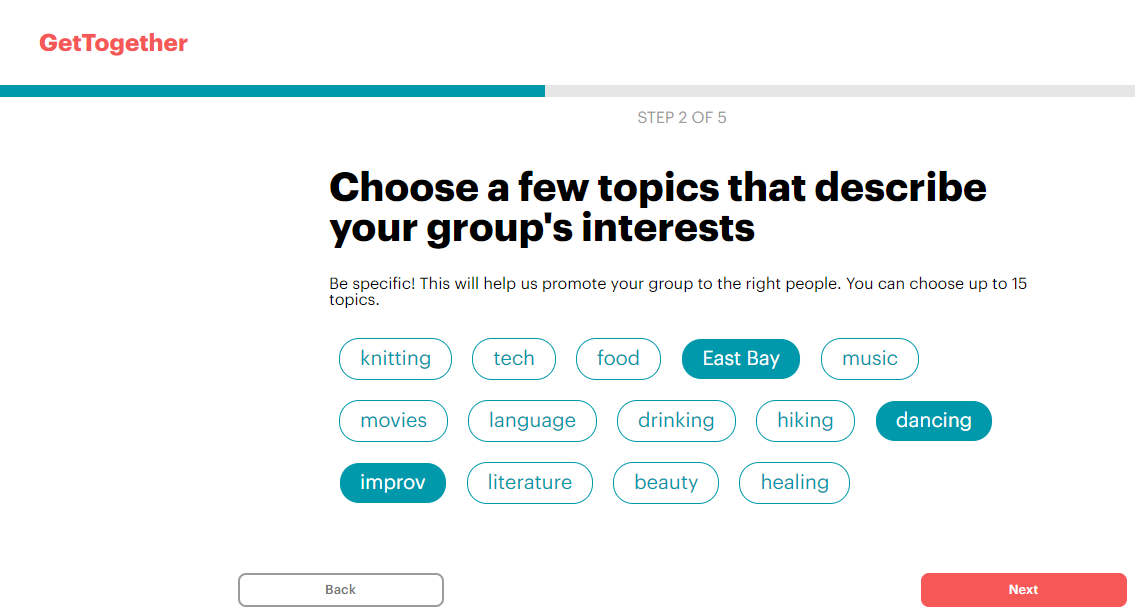 GetTogether
STEP 2 OF 5
Choose a few topics that describe
your group's interests
Be specific! This will help us promote your group to the right people. You can choose up to 15
topics.
knitting tech food East Bay music
movies language drinking hiking dancing
improv literature beauty healing
Back Next